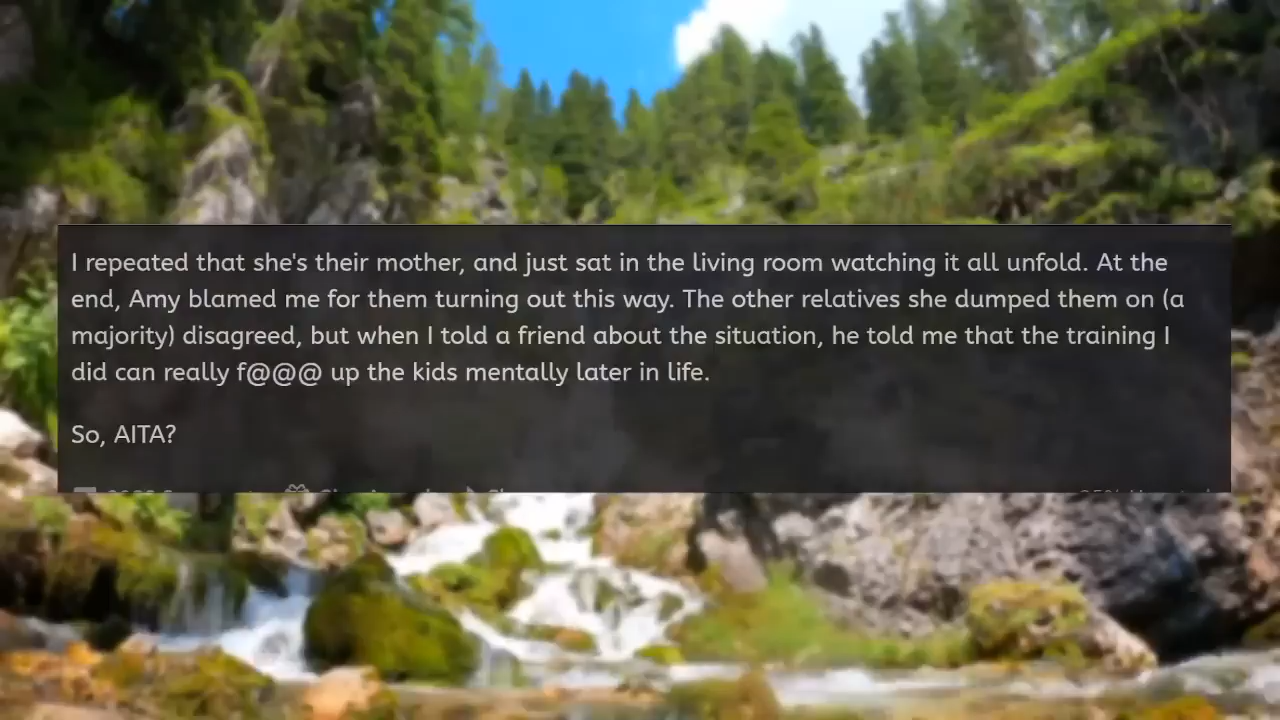 I repeated that she's their mother, and just sat in the living room watching it all unfold. At the
end, Amy blamed me for them turning out this way. The other relatives she dumped them on (a
majority) disagreed, but when I told a friend about the situation, he told me that the training I
did can really f@@@ up the kids mentally later in life.
So, AITA?